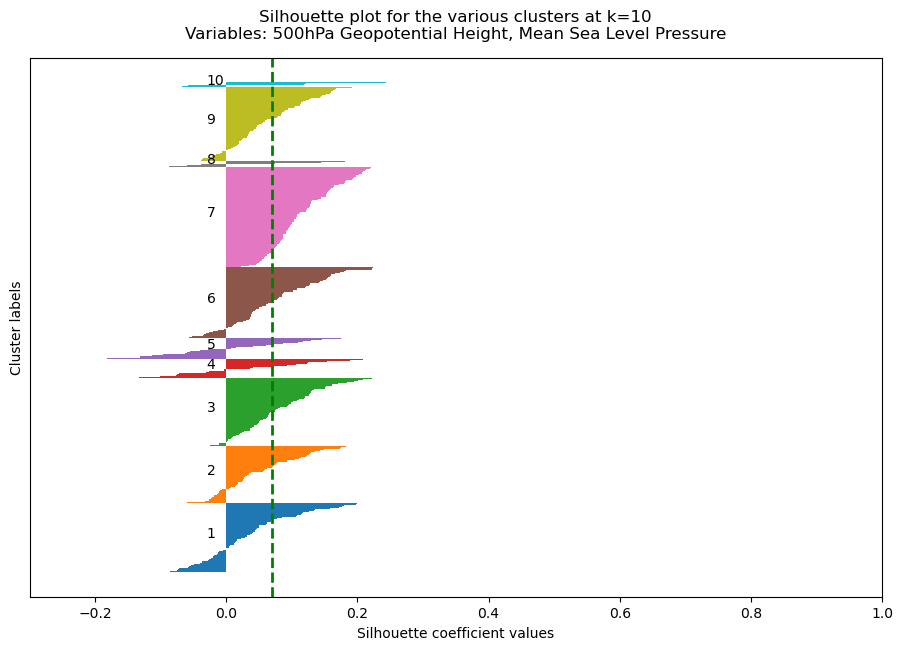 Silhouette plot for the various clusters at k=10
Variables: 500hPa Geopotential Height, Mean Sea Level Pressure
10
9
8
7
6
5
4
3
2
1
Cluster labels
−0.2 0.0 0.2 0.4 0.6 0.8 1.0
Silhouette coefficient values